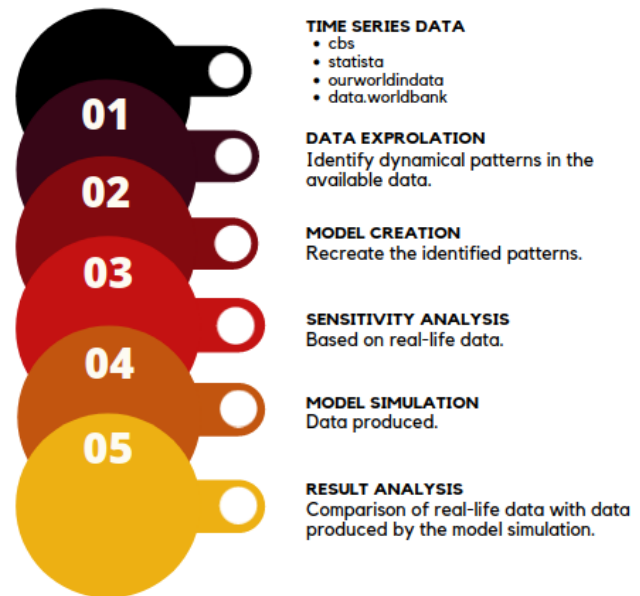 TIME SERIES DATA
• cbs
• statista
• ourworldindata
• data.worldbank
01
DATA EXPROLATION
Identify dynamical patterns in the
available data.
02
MODEL CREATION
Recreate the identified patterns.
03
SENSITIVITY ANALYSIS
Based on real-life data.
04
MODEL SIMULATION
Data produced.
05
RESULT ANALYSIS
Comparison of real-life data with data
produced by the model simulation.